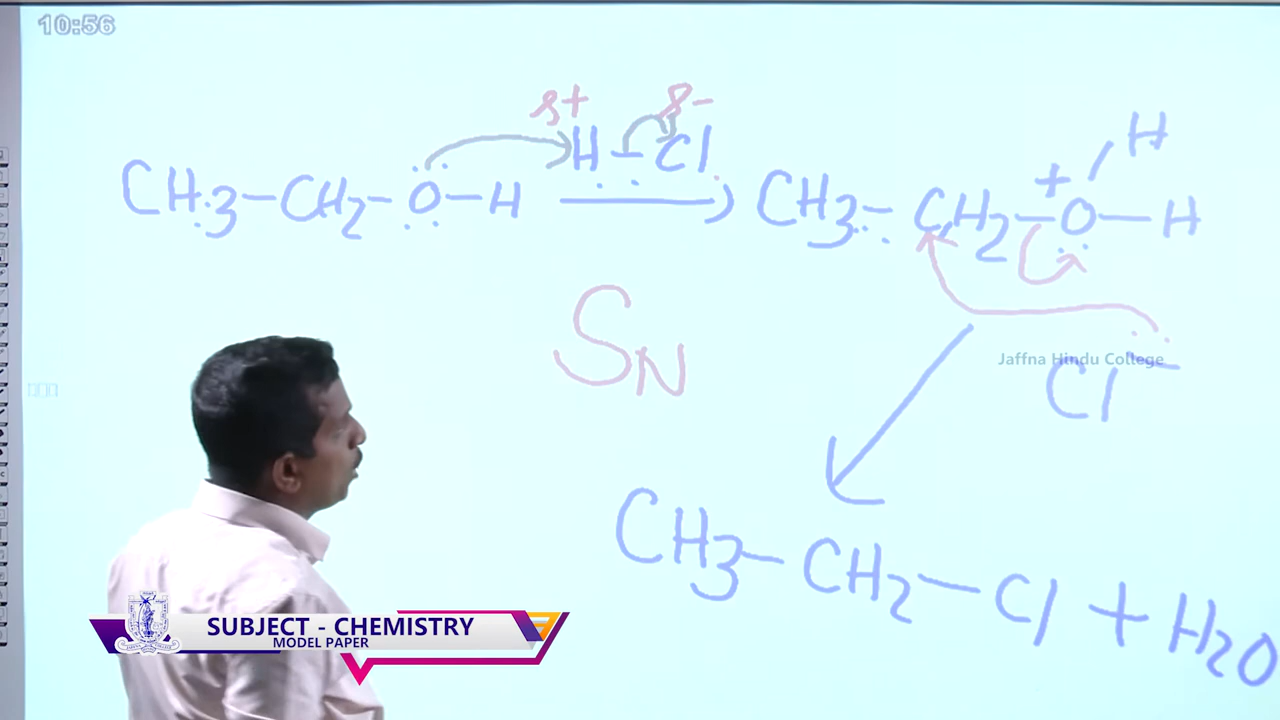 10:56
δ+ δ-
H-Cl
CH3-CH2-O-H → CH3-CH2-O+-H
H
SN
Jaffna Hindu College
Cl-
CH3-CH2-Cl + H2O
SUBJECT - CHEMISTRY
MODEL PAPER